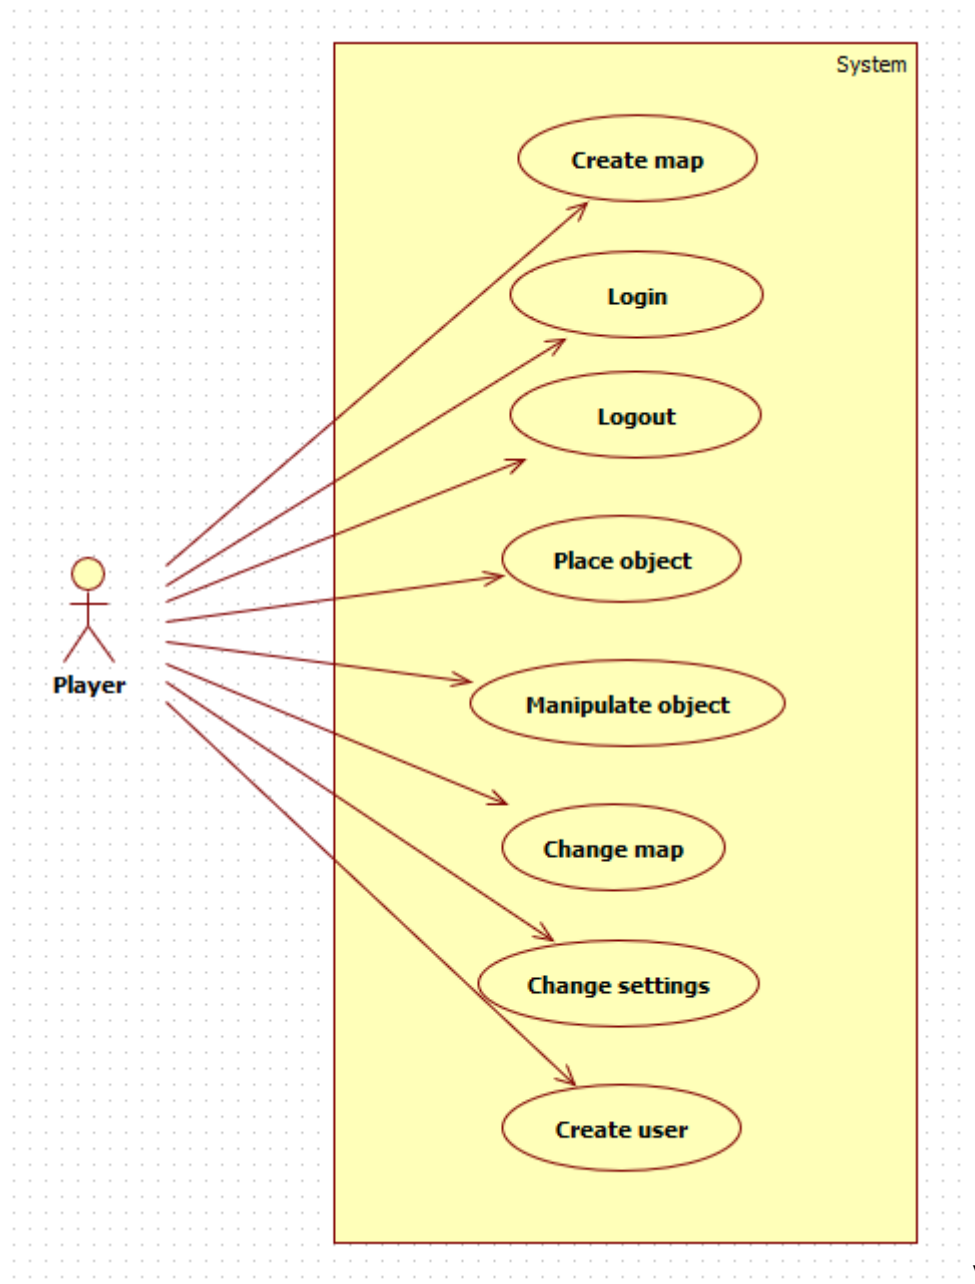 System
Create map
Login
Logout
Place object
Player
Manipulate object
Change map
Change settings
Create user